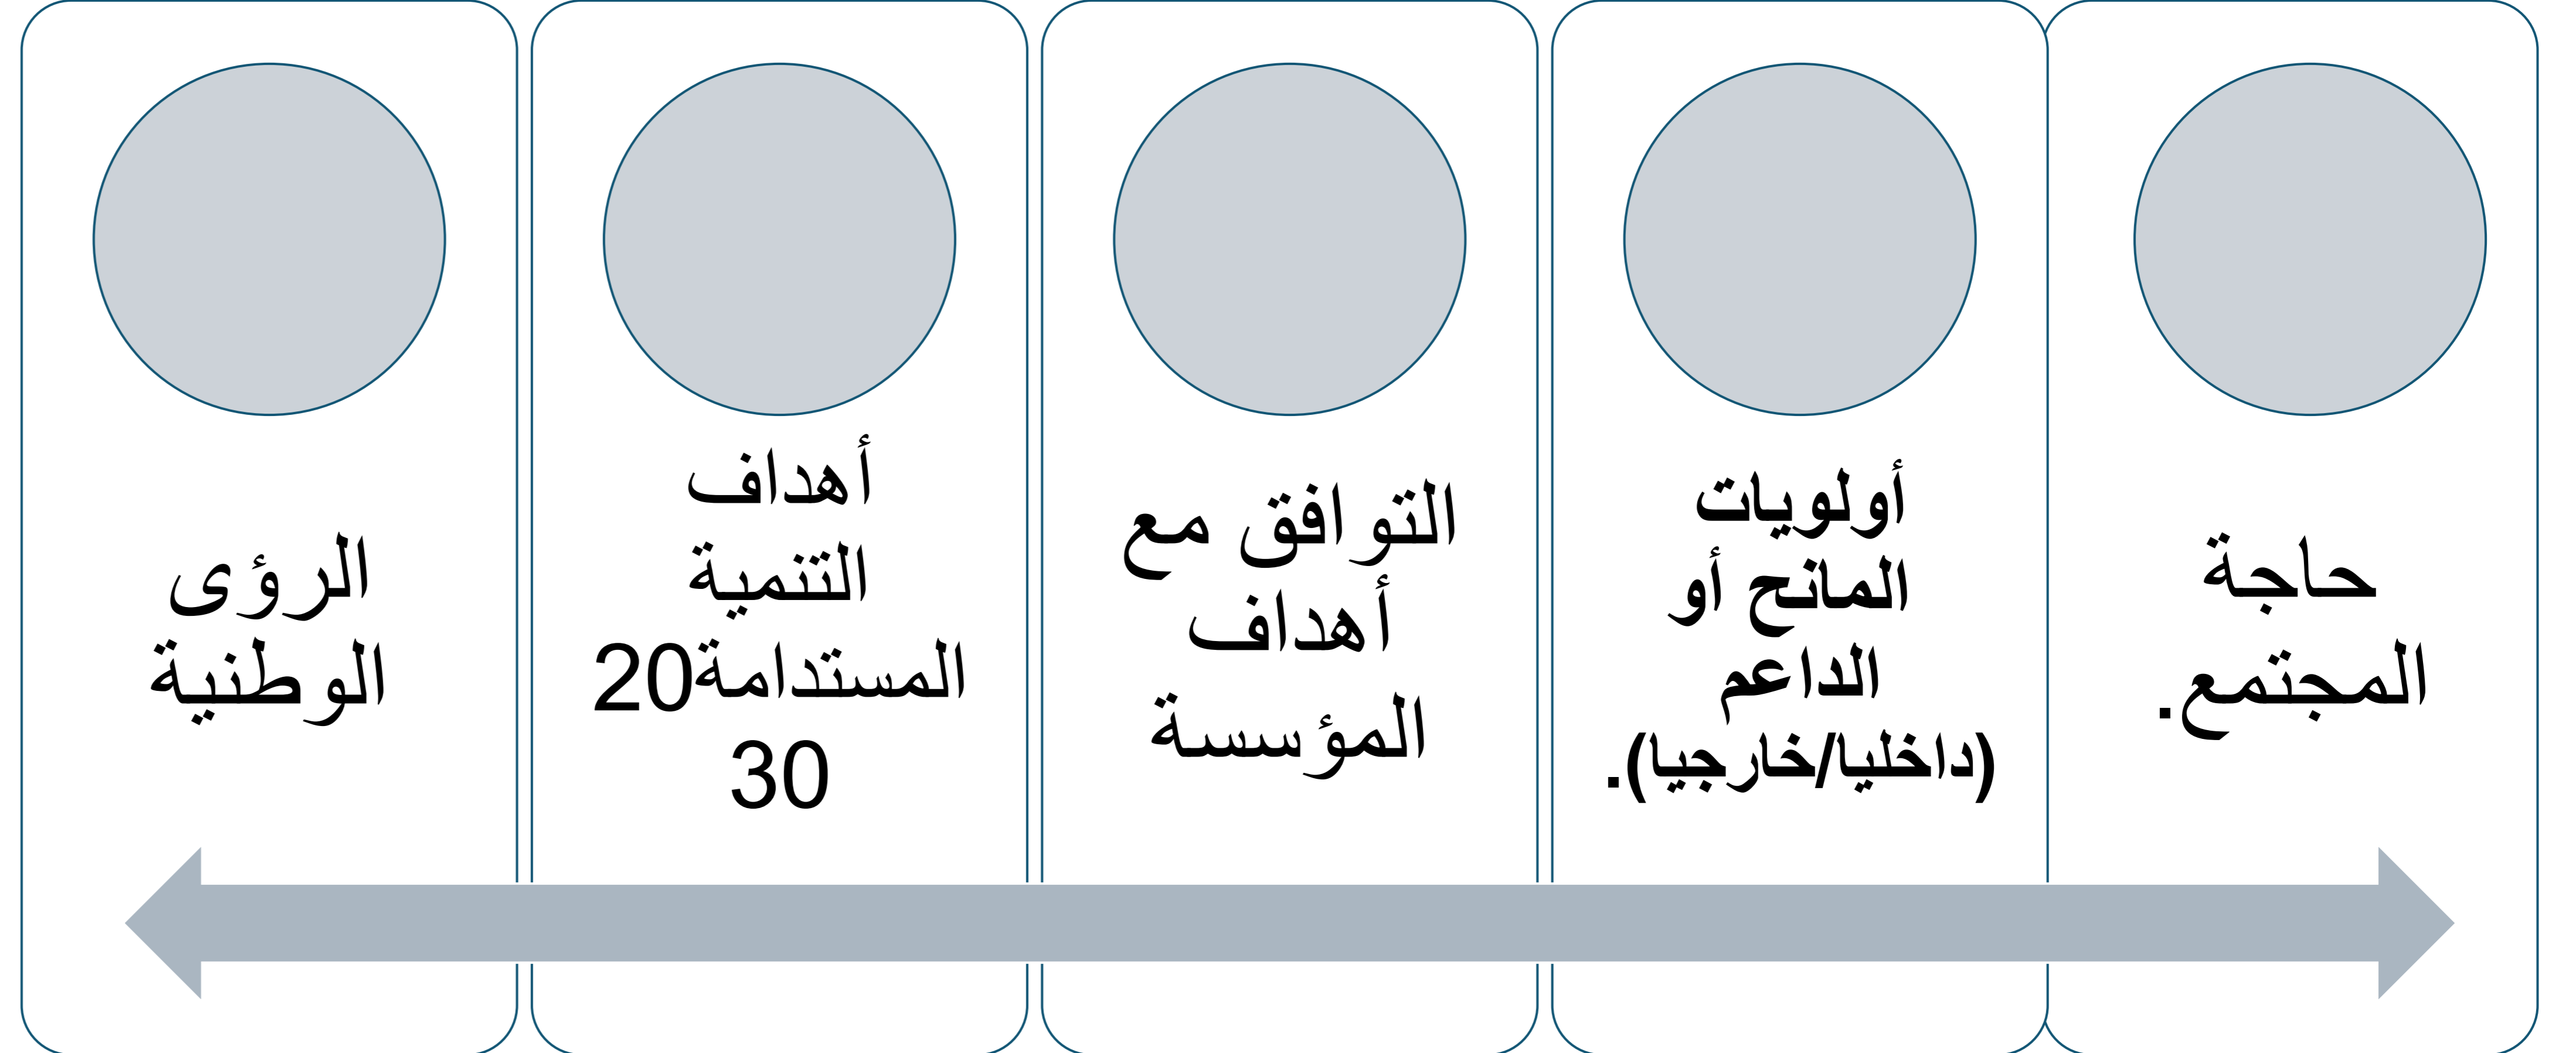 حاجة
المجتمع.
أولويات
المانح أو
الداعم
(داخليا/خارجيا).
التوافق مع
أهداف
المؤسسة
أهداف
التنمية
المستدامة20
30
الرؤى
الوطنية